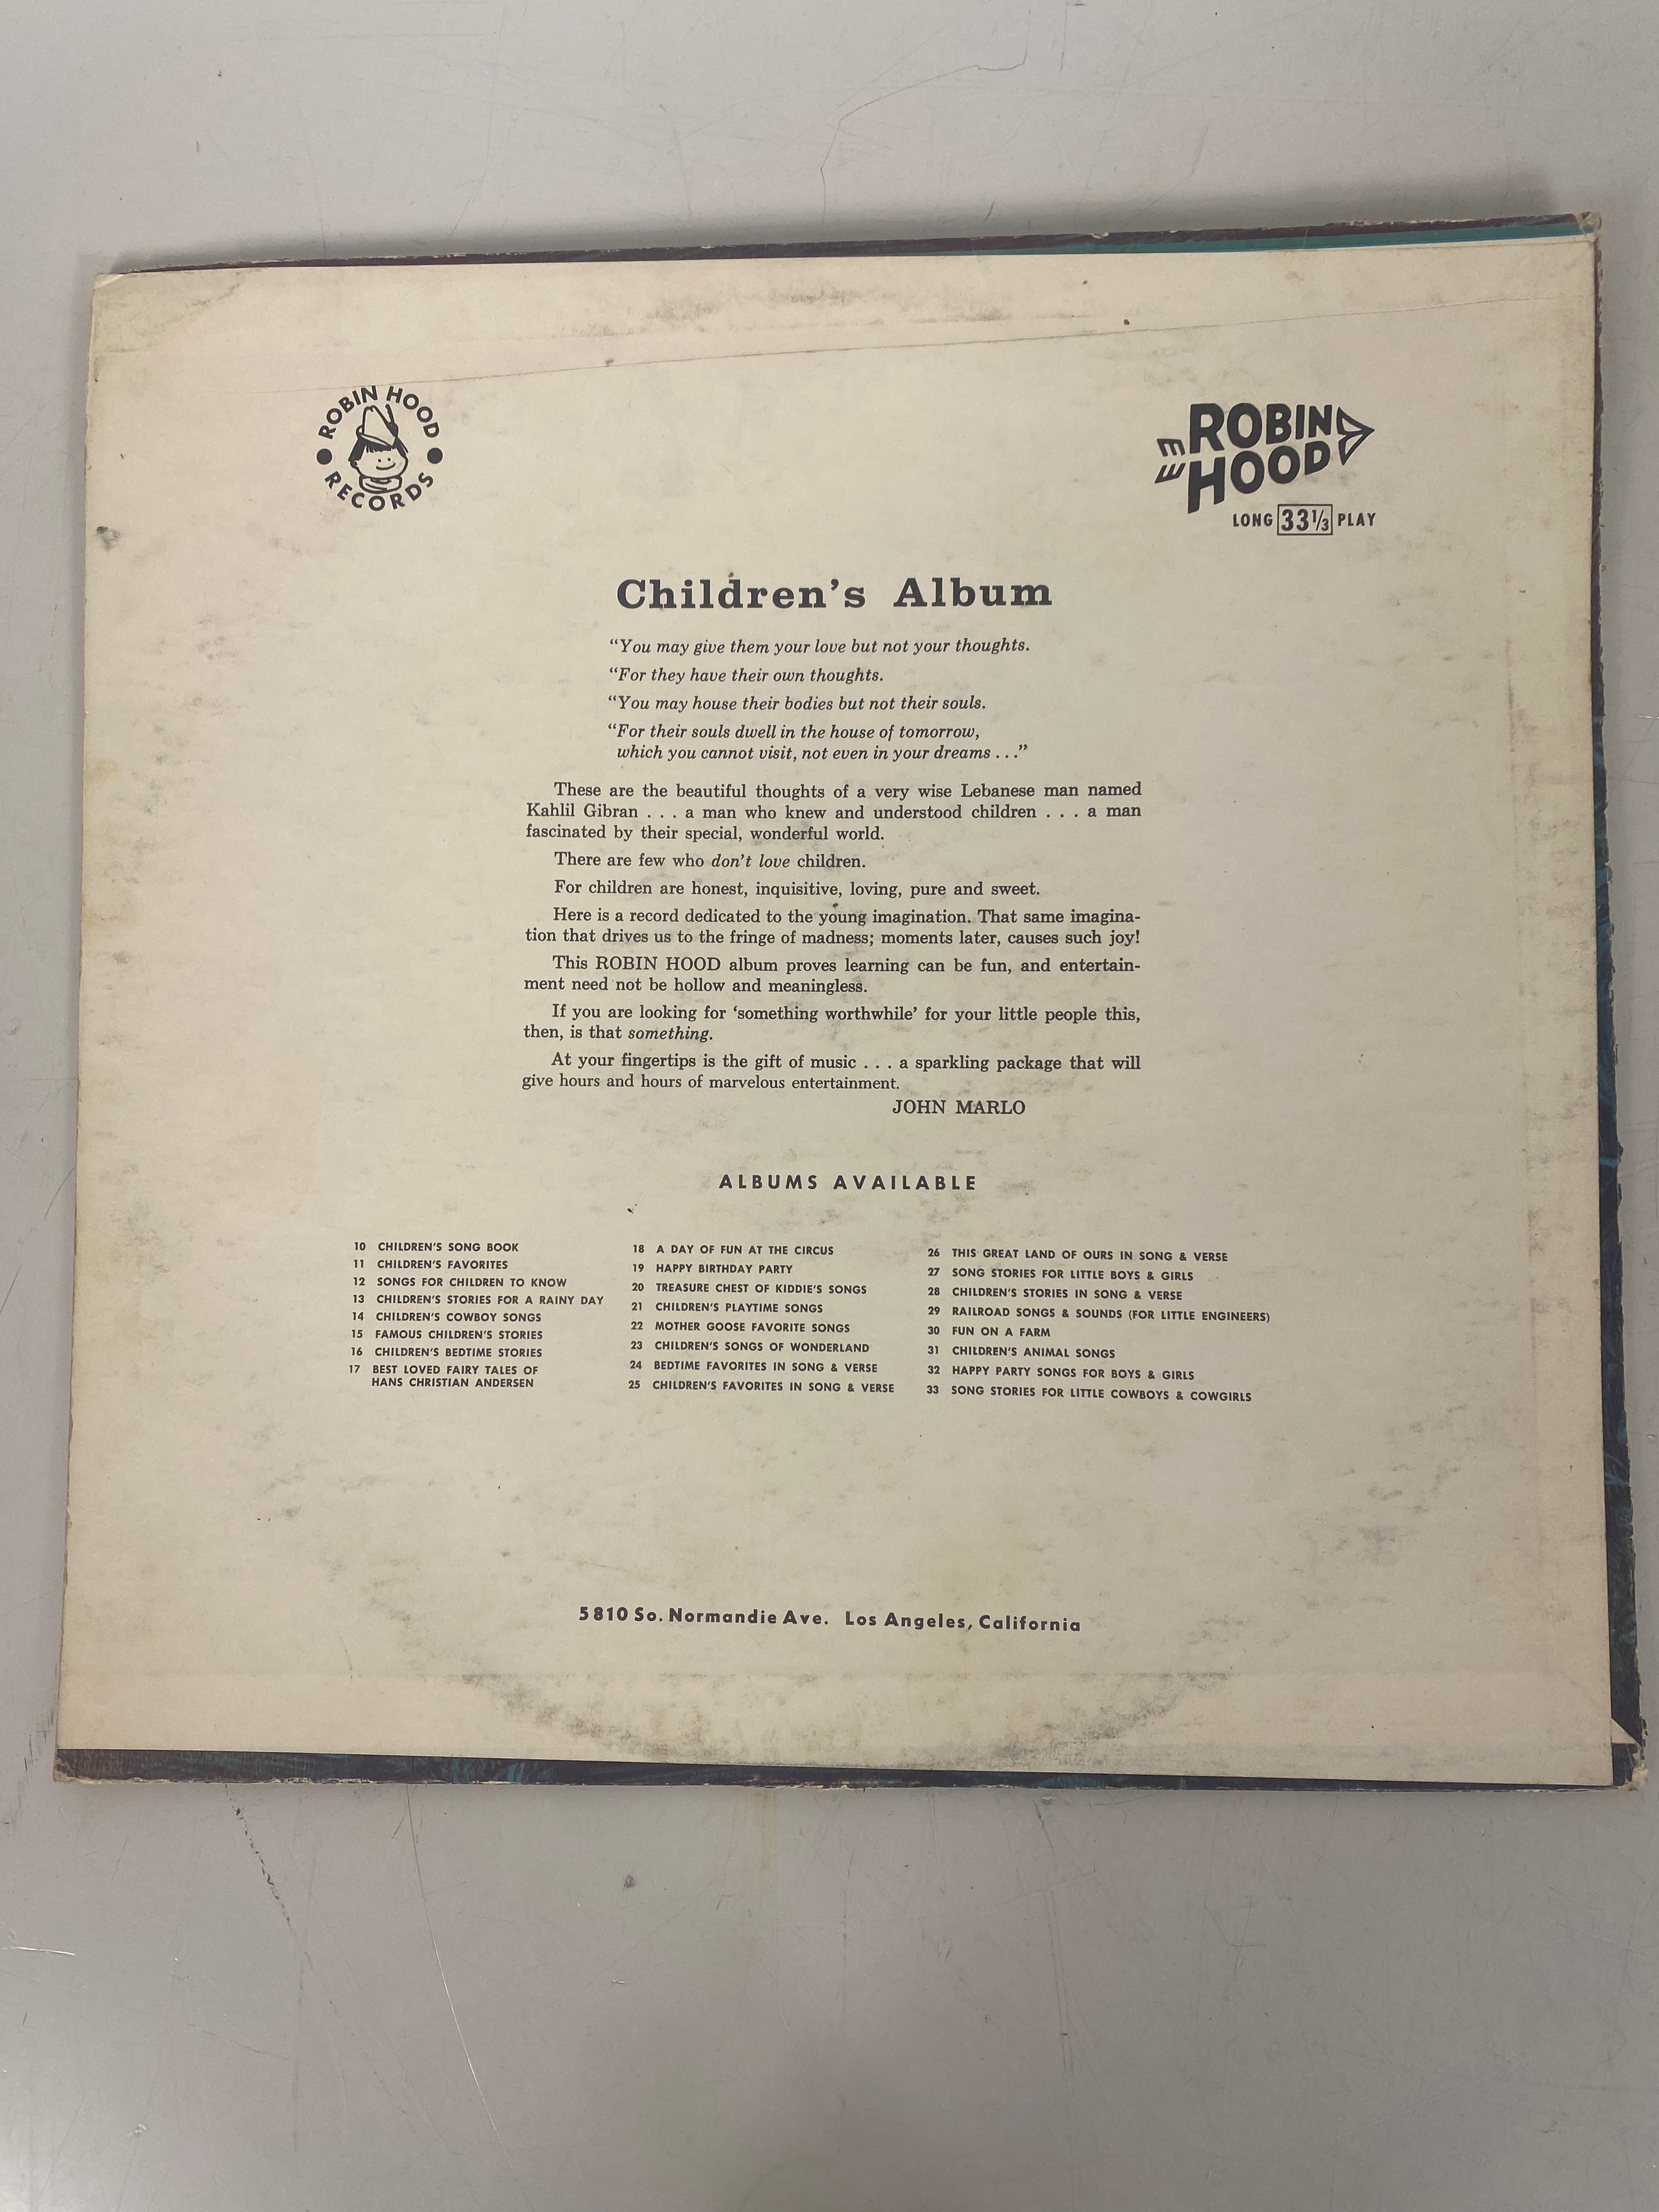 ROBIN HOOD
RECORDS
ROBIN
HOOD
LONG 33⅓ PLAY
Children's Album
"You may give them your love but not your thoughts.
"For they have their own thoughts.
"You may house their bodies but not their souls.
"For their souls dwell in the house of tomorrow,
which you cannot visit, not even in your dreams . . ."
These are the beautiful thoughts of a very wise Lebanese man named
Kahlil Gibran . . . a man who knew and understood children . . . a man
fascinated by their special, wonderful world.
There are few who don't love children.
For children are honest, inquisitive, loving, pure and sweet.
Here is a record dedicated to the young imagination. That same imagina-
tion that drives us to the fringe of madness; moments later, causes such joy!
This ROBIN HOOD album proves learning can be fun, and entertain-
ment need not be hollow and meaningless.
If you are looking for 'something worthwhile' for your little people this,
then, is that something.
At your fingertips is the gift of music . . . a sparkling package that will
give hours and hours of marvelous entertainment.
JOHN MARLO
ALBUMS AVAILABLE
10 CHILDREN'S SONG BOOK
11 CHILDREN'S FAVORITES
12 SONGS FOR CHILDREN TO KNOW
13 CHILDREN'S STORIES FOR A RAINY DAY
14 CHILDREN'S COWBOY SONGS
15 FAMOUS CHILDREN'S STORIES
16 CHILDREN'S BEDTIME STORIES
17 BEST LOVED FAIRY TALES OF
HANS CHRISTIAN ANDERSEN
18 A DAY OF FUN AT THE CIRCUS
19 HAPPY BIRTHDAY PARTY
20 TREASURE CHEST OF KIDDIE'S SONGS
21 CHILDREN'S PLAYTIME SONGS
22 MOTHER GOOSE FAVORITE SONGS
23 CHILDREN'S SONGS OF WONDERLAND
24 BEDTIME FAVORITES IN SONG & VERSE
25 CHILDREN'S FAVORITES IN SONG & VERSE
26 THIS GREAT LAND OF OURS IN SONG & VERSE
27 SONG STORIES FOR LITTLE BOYS & GIRLS
28 CHILDREN'S STORIES IN SONG & VERSE
29 RAILROAD SONGS & SOUNDS (FOR LITTLE ENGINEERS)
30 FUN ON A FARM
31 CHILDREN'S ANIMAL SONGS
32 HAPPY PARTY SONGS FOR BOYS & GIRLS
33 SONG STORIES FOR LITTLE COWBOYS & COWGIRLS
5810 So. Normandie Ave. Los Angeles, California